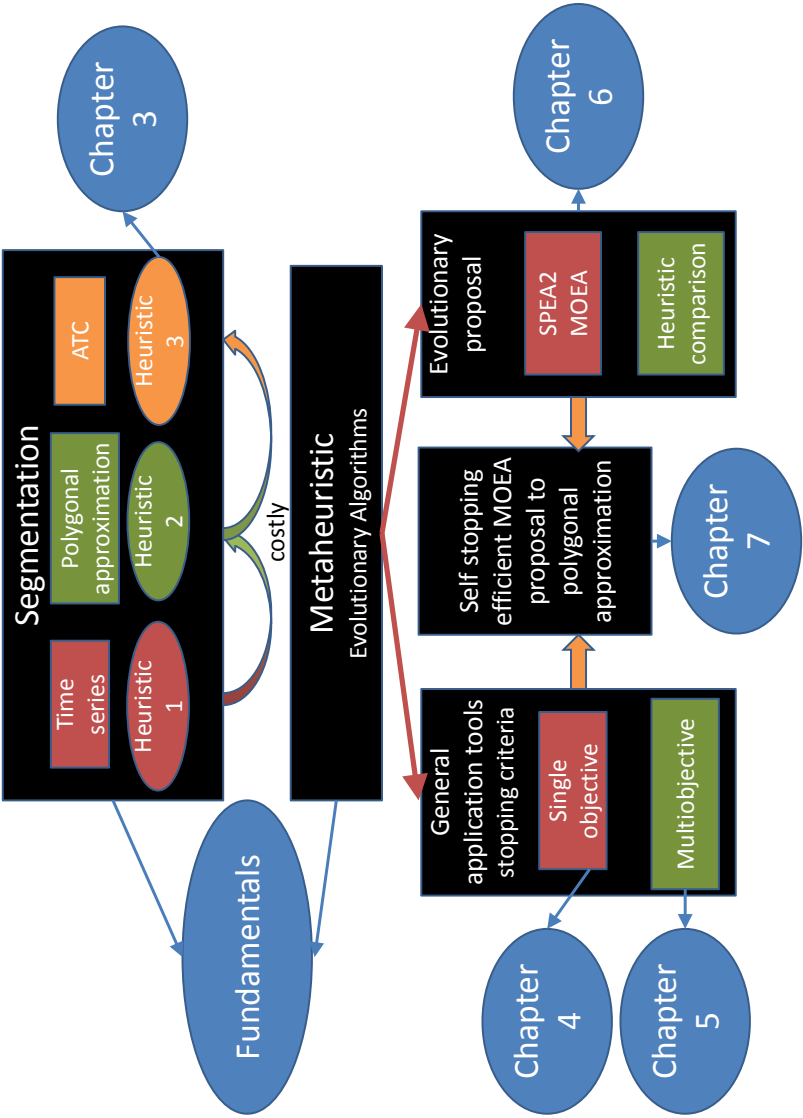 Segmentation
Time
series
Polygonal
approximation
ATC
Heuristic
1
Heuristic
2
Heuristic
3
Chapter
3
costly
Fundamentals
Metaheuristic
Evolutionary Algorithms
General
application tools
stopping criteria
Single
objective
Multiobjective
Chapter
4
Chapter
5
Self stopping
efficient MOEA
proposal to
polygonal
approximation
Chapter
7
Evolutionary
proposal
SPEA2
MOEA
Heuristic
comparison
Chapter
6